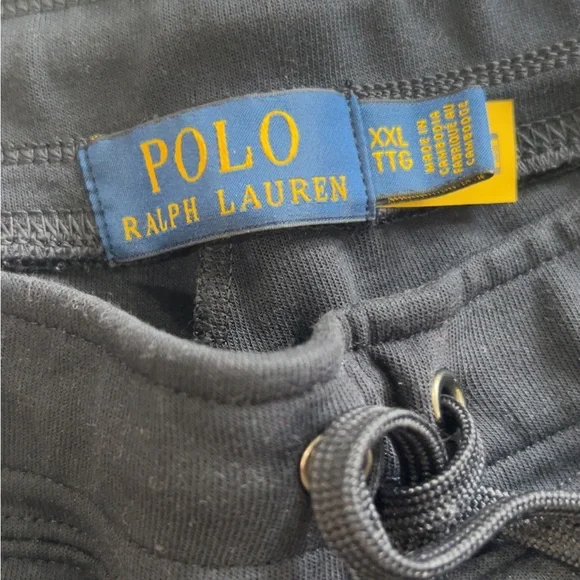 POLO
RALPH LAUREN
XXL
TTG
MADE IN
CAMBODIA
FABRIQUÉ AU
CAMBODGE